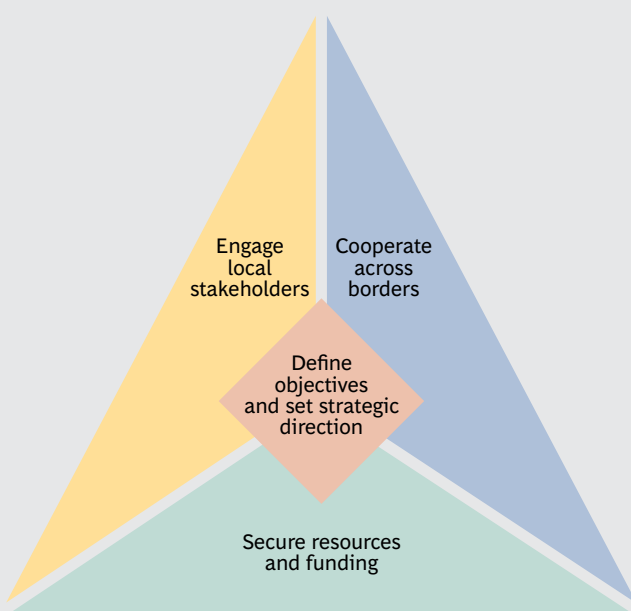 Engage
local
stakeholders
Cooperate
across
borders
Define
objectives
and set strategic
direction
Secure resources
and funding